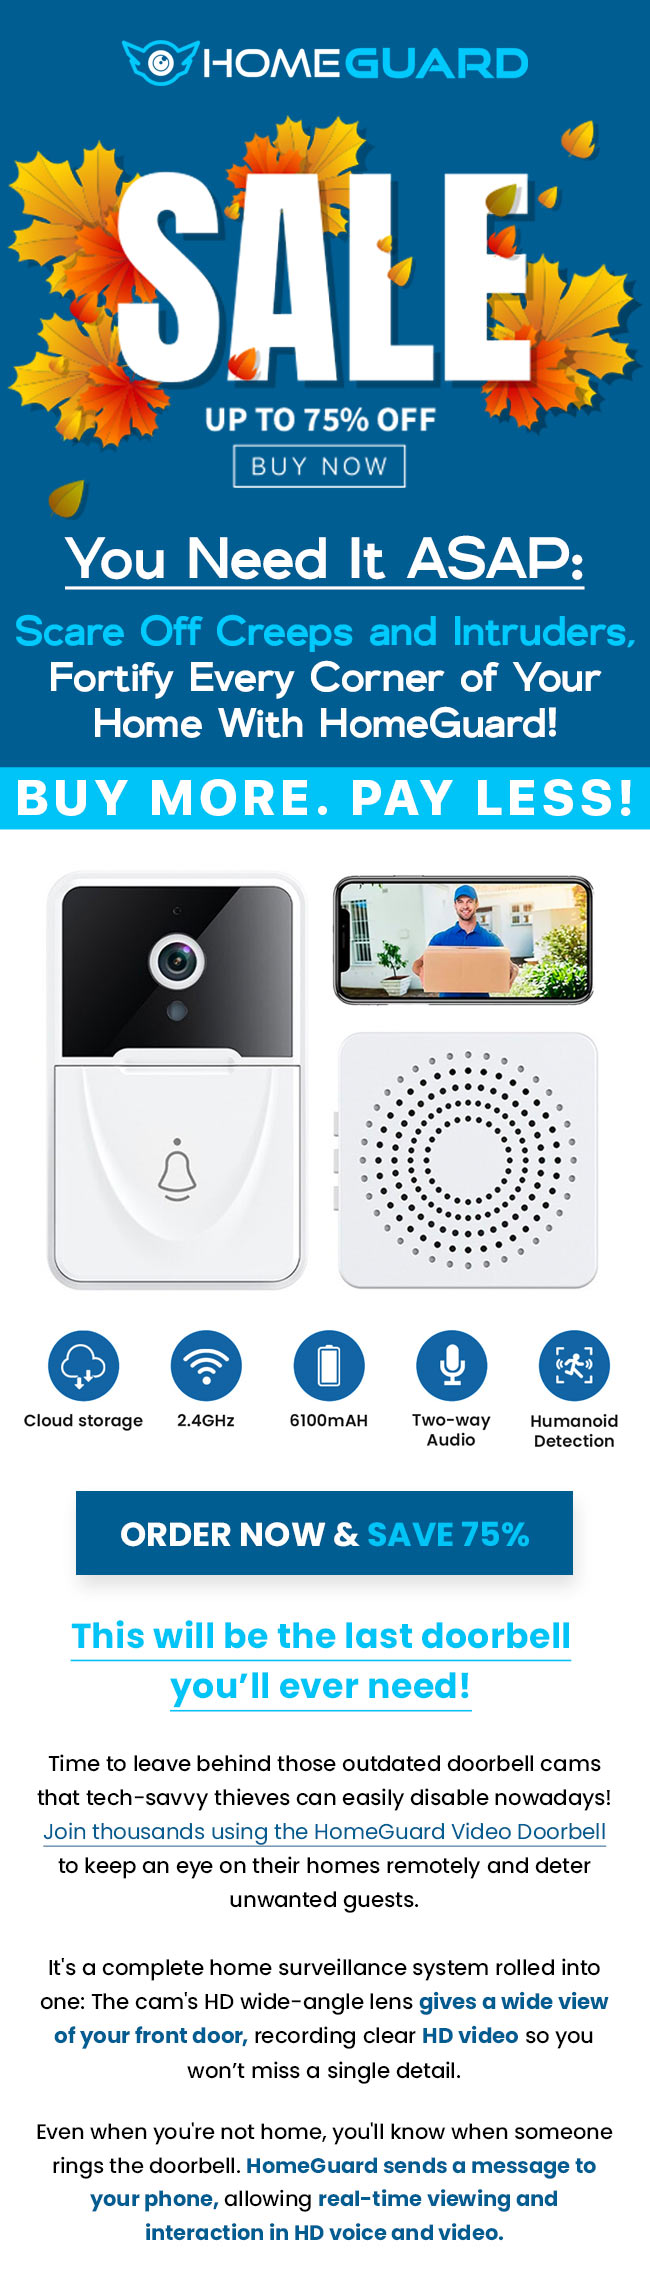 HOMEGUARD
SALE
UP TO 75% OFF
BUY NOW
You Need It ASAP:
Scare Off Creeps and Intruders,
Fortify Every Corner of Your
Home With HomeGuard!
BUY MORE. PAY LESS!
Cloud storage
2.4GHz
6100mAH
Two-way
Audio
Humanoid
Detection
ORDER NOW & SAVE 75%
This will be the last doorbell
you’ll ever need!
Time to leave behind those outdated doorbell cams
that tech-savvy thieves can easily disable nowadays!
Join thousands using the HomeGuard Video Doorbell
to keep an eye on their homes remotely and deter
unwanted guests.
It's a complete home surveillance system rolled into
one: The cam's HD wide-angle lens gives a wide view
of your front door, recording clear HD video so you
won’t miss a single detail.
Even when you're not home, you'll know when someone
rings the doorbell. HomeGuard sends a message to
your phone, allowing real-time viewing and
interaction in HD voice and video.